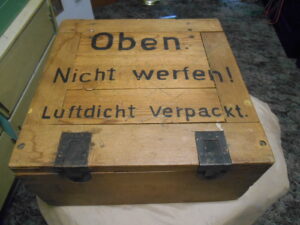 Oben.
Nicht werfen!
Luftdicht Verpackt.